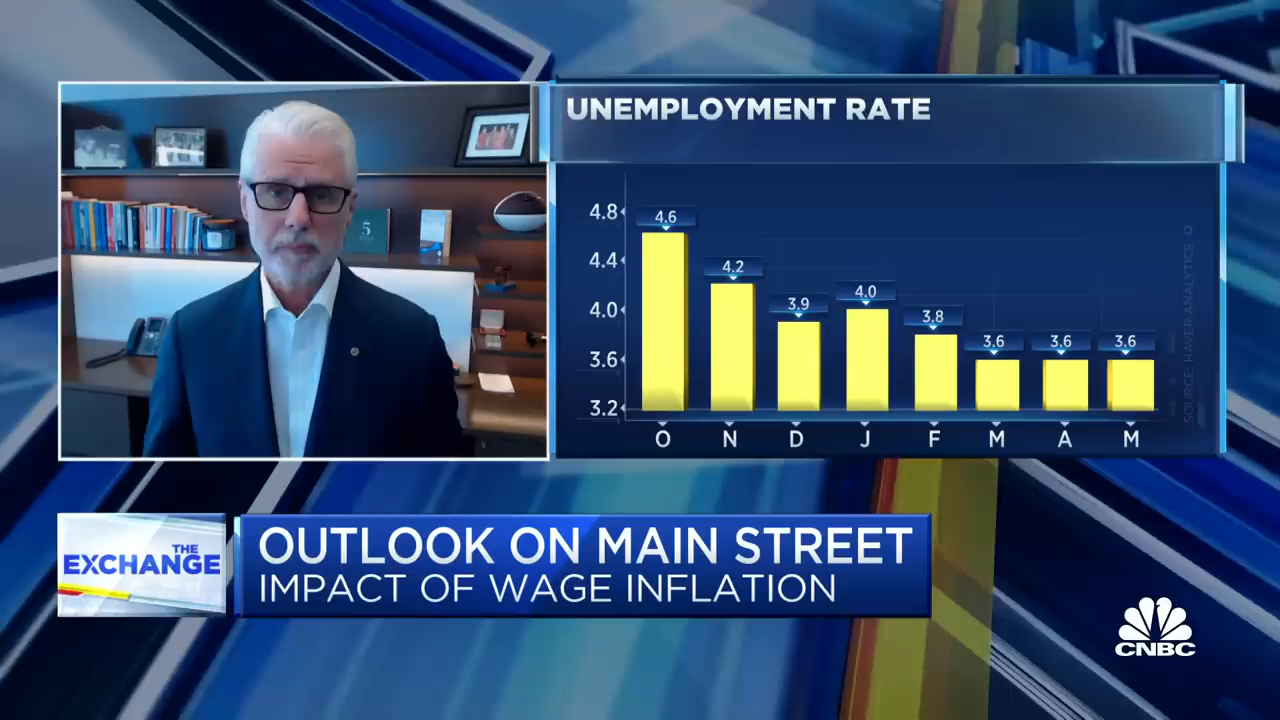 UNEMPLOYMENT RATE
4.8
4.4
4.0
3.6
3.2
4.6
4.2
3.9
4.0
3.8
3.6
3.6
3.6
O
N
D
J
F
M
A
M
SOURCE: HAVER ANALYTICS
5
THE
EXCHANGE
OUTLOOK ON MAIN STREET
IMPACT OF WAGE INFLATION
CNBC